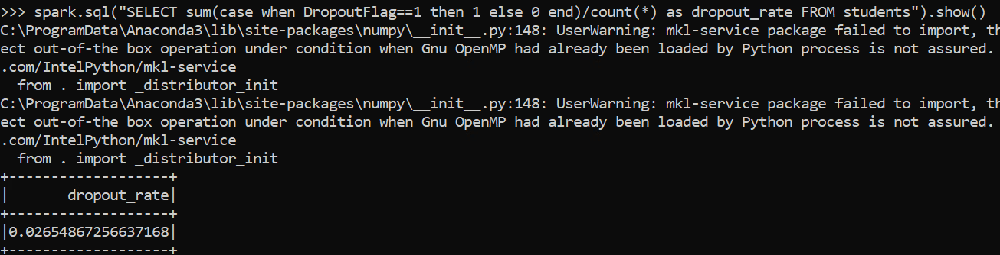 >>> spark.sql("SELECT sum(case when DropoutFlag==1 then 1 else 0 end)/count(*) as dropout_rate FROM students").show()
C:\ProgramData\Anaconda3\lib\site-packages\numpy\__init__.py:148: UserWarning: mkl-service package failed to import, th
ect out-of-the box operation under condition when Gnu OpenMP had already been loaded by Python process is not assured.
.com/IntelPython/mkl-service
  from . import _distributor_init
C:\ProgramData\Anaconda3\lib\site-packages\numpy\__init__.py:148: UserWarning: mkl-service package failed to import, th
ect out-of-the box operation under condition when Gnu OpenMP had already been loaded by Python process is not assured.
.com/IntelPython/mkl-service
  from . import _distributor_init
+-------------------+
|       dropout_rate|
+-------------------+
|0.02654867256637168|
+-------------------+